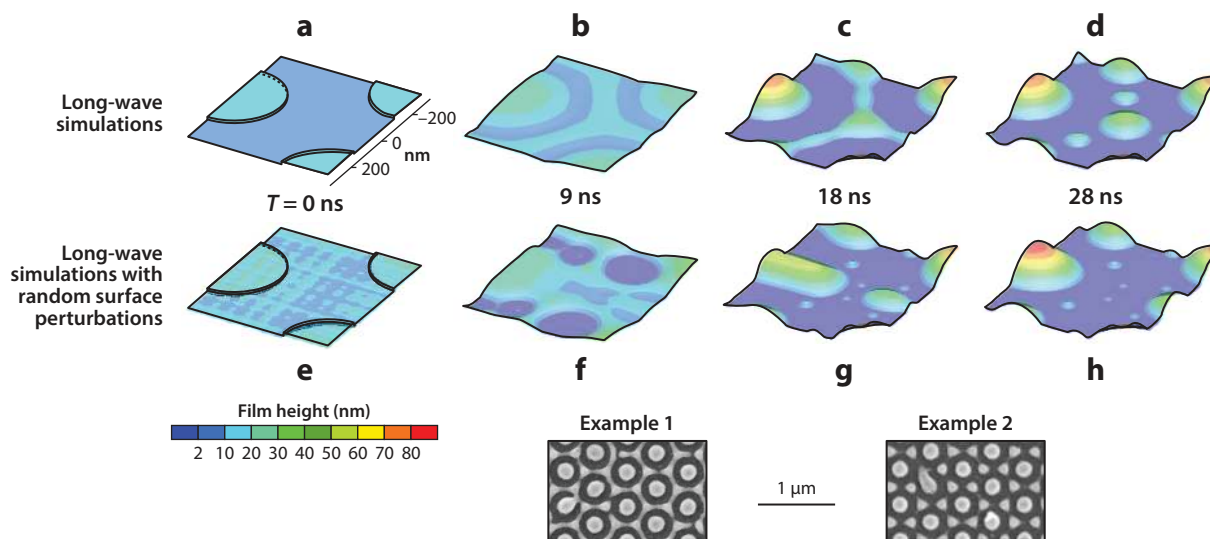 a
b
c
d
Long-wave
simulations
–200
0
nm
200
T = 0 ns
9 ns
18 ns
28 ns
Long-wave
simulations with
random surface
perturbations
e
f
g
h
Film height (nm)
2 10 20 30 40 50 60 70 80
Example 1
Example 2
1 µm